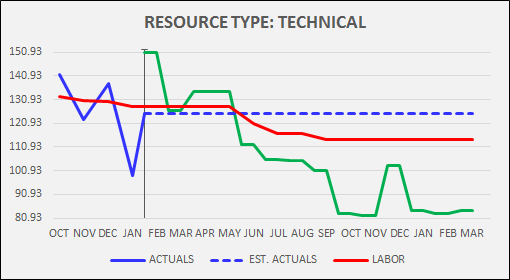 RESOURCE TYPE: TECHNICAL
150.93
140.93
130.93
120.93
110.93
100.93
90.93
80.93
OCT NOV DEC JAN FEB MAR APR MAY JUN JUL AUG SEP OCT NOV DEC JAN FEB MAR
ACTUALS EST. ACTUALS LABOR